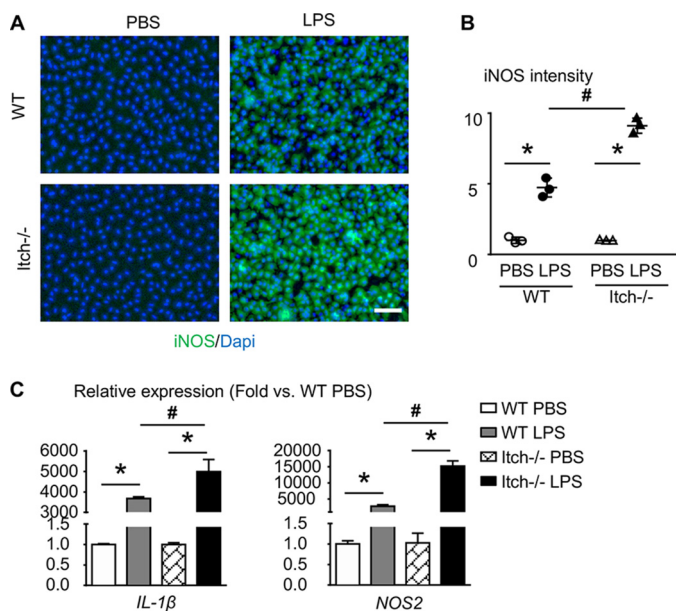 A
PBS
LPS
WT
Itch-/-
iNOS/Dapi
B
iNOS intensity
#
*
*
10
5
0
PBS LPS
PBS LPS
WT
Itch-/-
C
Relative expression (Fold vs. WT PBS)
#
*
*
6000
5000
4000
3000
1.5
1.0
0.5
0.0
IL-1β
#
*
*
20000
15000
10000
5000
1.5
1.0
0.5
0.0
NOS2
WT PBS
WT LPS
Itch-/- PBS
Itch-/- LPS